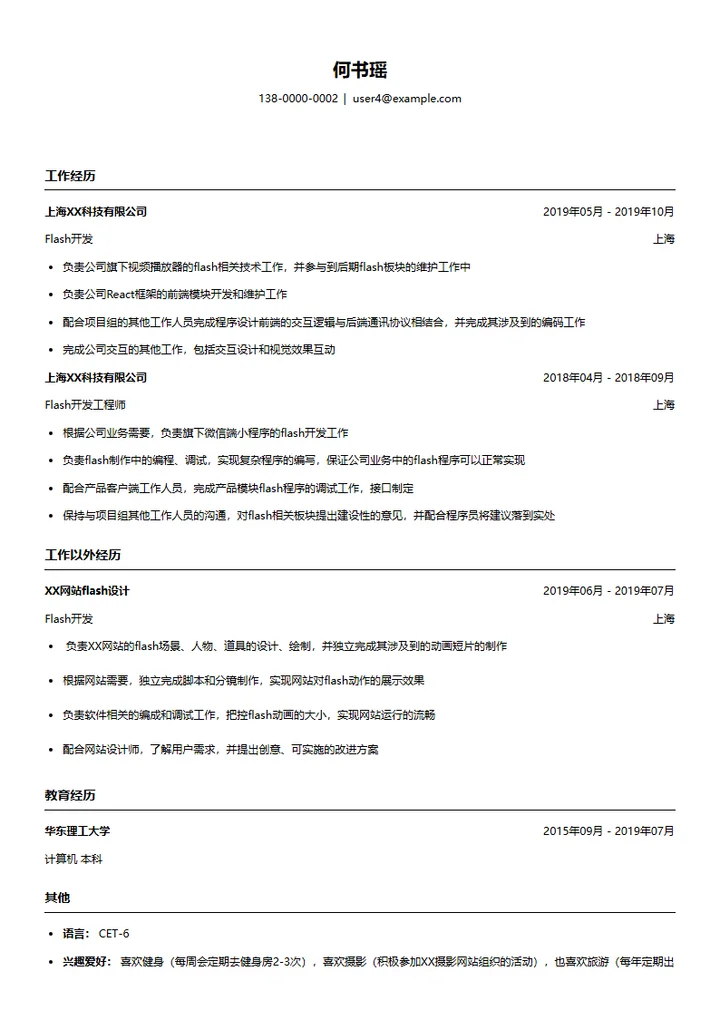 何书瑶
138-0000-0002 | user4@example.com
工作经历
上海XX科技有限公司 2019年05月 - 2019年10月
Flash开发 上海
• 负责公司旗下视频播放器的flash相关技术工作，并参与到后期flash板块的维护工作中
• 负责公司React框架的前端模块开发和维护工作
• 配合项目组的其他工作人员完成程序设计前端的交互逻辑与后端通讯协议相结合，并完成其涉及到的编码工作
• 完成公司交互的其他工作，包括交互设计和视觉效果互动
上海XX科技有限公司 2018年04月 - 2018年09月
Flash开发工程师 上海
• 根据公司业务需要，负责旗下微信端小程序的flash开发工作
• 负责flash制作中的编程、调试，实现复杂程序的编写，保证公司业务中的flash程序可以正常实现
• 配合产品客户端工作人员，完成产品模块flash程序的调试工作，接口制定
• 保持与项目组其他工作人员的沟通，对flash相关板块提出建设性的意见，并配合程序员将建议落到实处
工作以外经历
XX网站flash设计 2019年06月 - 2019年07月
Flash开发 上海
• 负责XX网站的flash场景、人物、道具的设计、绘制，并独立完成其涉及到的动画短片的制作
• 根据网站需要，独立完成脚本和分镜制作，实现网站对flash动作的展示效果
• 负责软件相关的编成和调试工作，把控flash动画的大小，实现网站运行的流畅
• 配合网站设计师，了解用户需求，并提出创意、可实施的改进方案
教育经历
华东理工大学 2015年09月 - 2019年07月
计算机 本科
其他
• 语言： CET-6
• 兴趣爱好： 喜欢健身（每周会定期去健身房2-3次），喜欢摄影（积极参加XX摄影网站组织的活动），也喜欢旅游（每年定期出